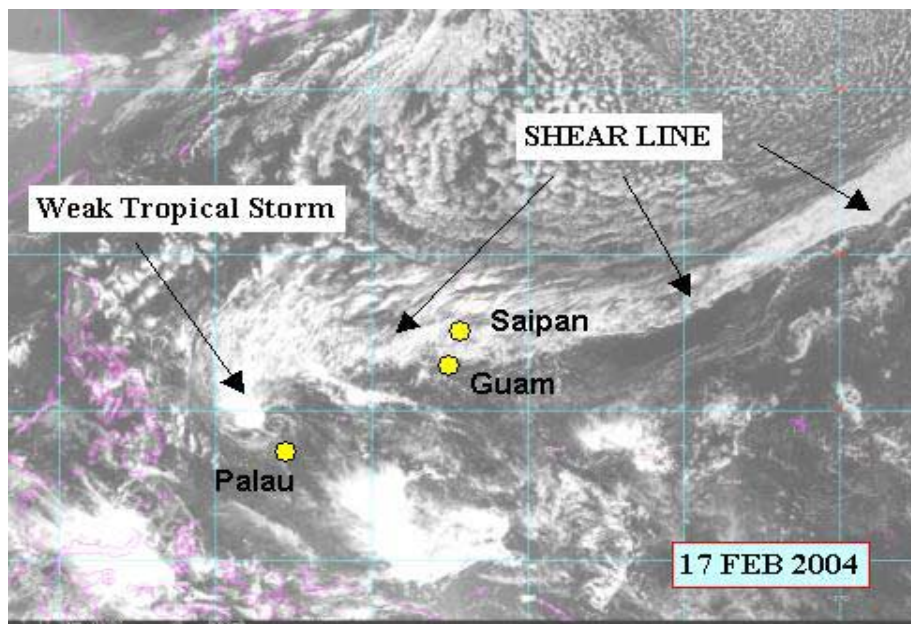 SHEAR LINE
Weak Tropical Storm
Saipan
Guam
Palau
17 FEB 2004